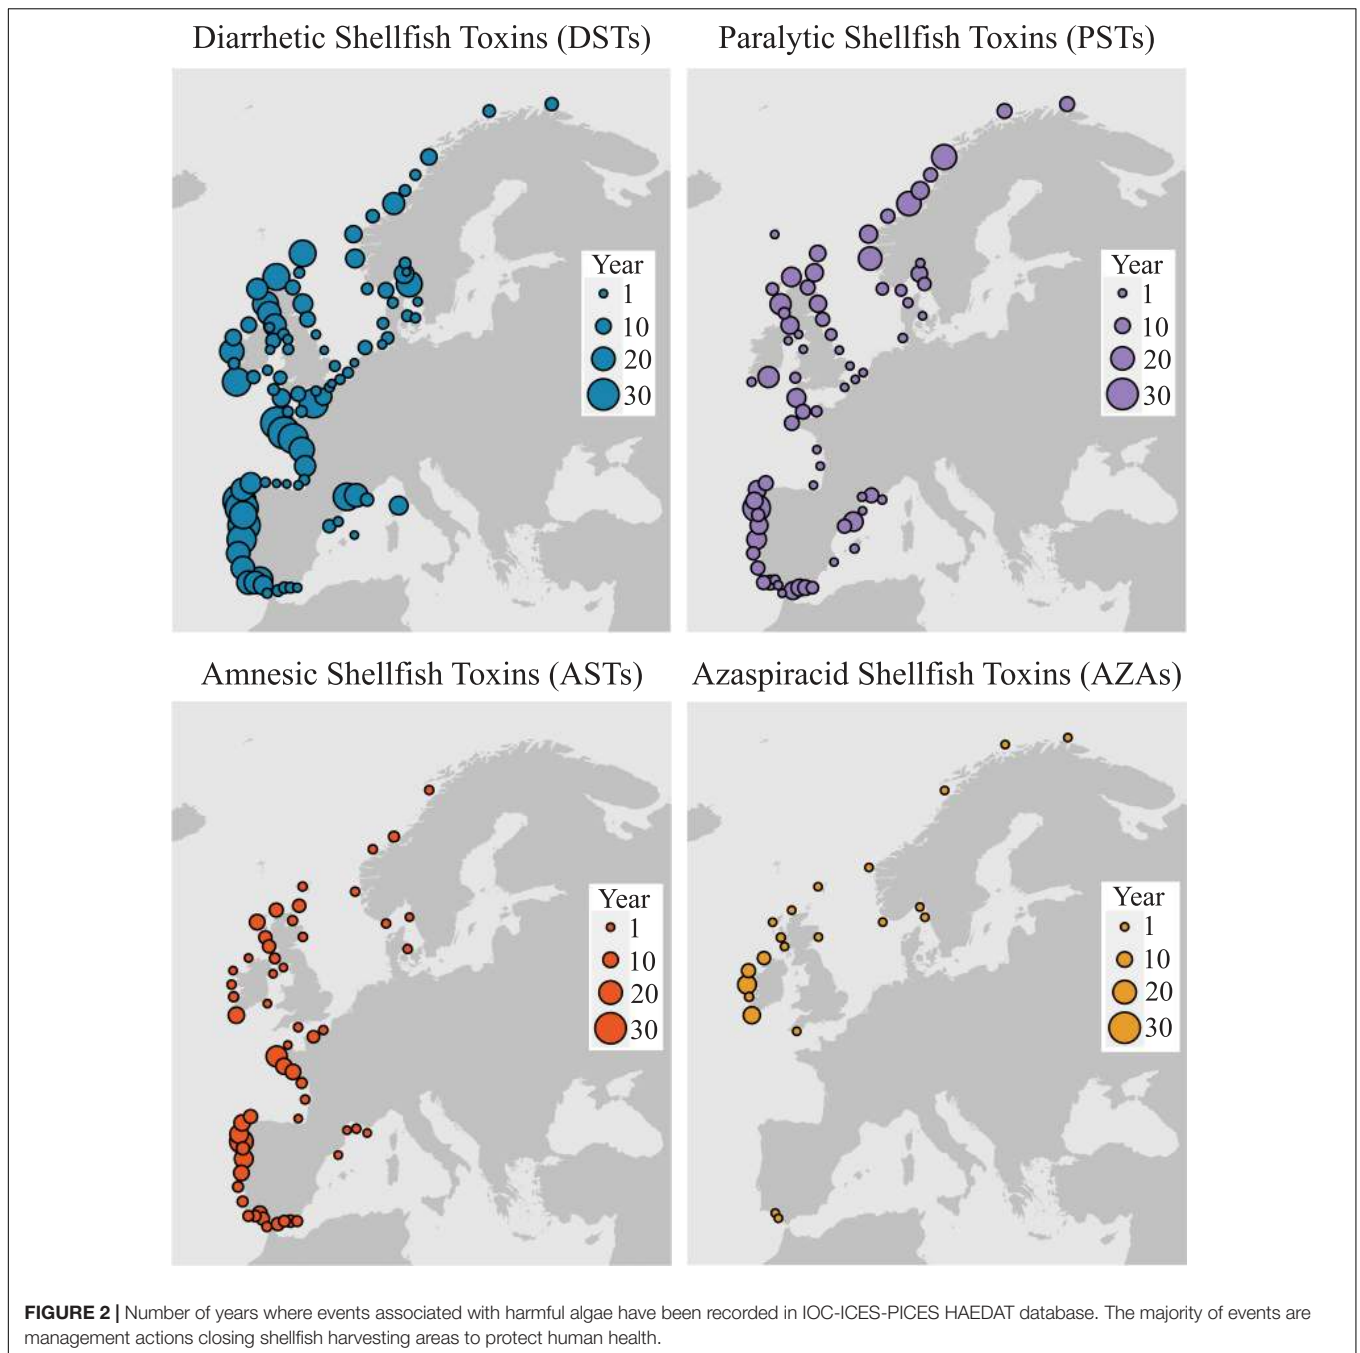 Diarrhetic Shellfish Toxins (DSTs)
Paralytic Shellfish Toxins (PSTs)
Year
1
10
20
30
Year
1
10
20
30
Amnesic Shellfish Toxins (ASTs)
Azaspiracid Shellfish Toxins (AZAs)
Year
1
10
20
30
Year
1
10
20
30
FIGURE 2 | Number of years where events associated with harmful algae have been recorded in IOC-ICES-PICES HAEDAT database. The majority of events are
management actions closing shellfish harvesting areas to protect human health.